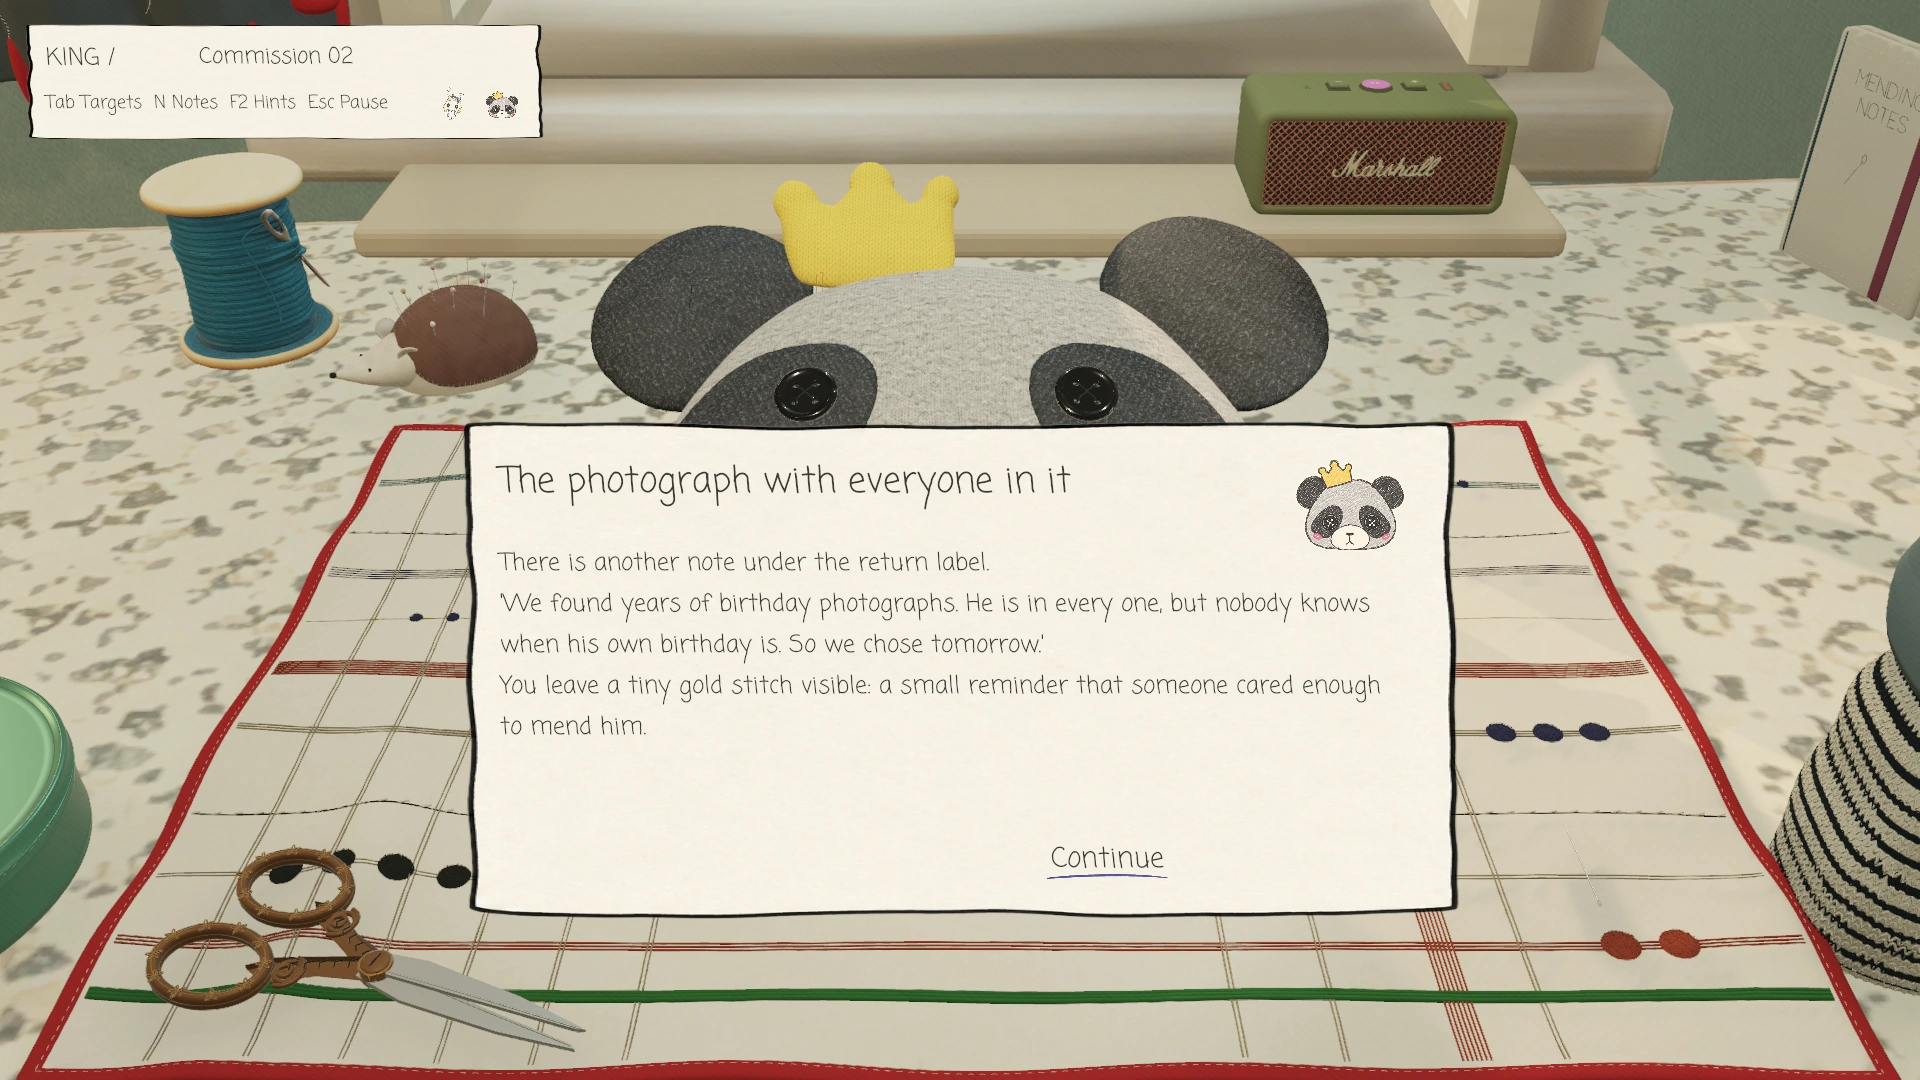 KING / Commission 02
Tab Targets N Notes F2 Hints Esc Pause
Marshall
MENDING
NOTES
The photograph with everyone in it
There is another note under the return label.
'We found years of birthday photographs. He is in every one, but nobody knows
when his own birthday is. So we chose tomorrow.'
You leave a tiny gold stitch visible: a small reminder that someone cared enough
to mend him.
Continue